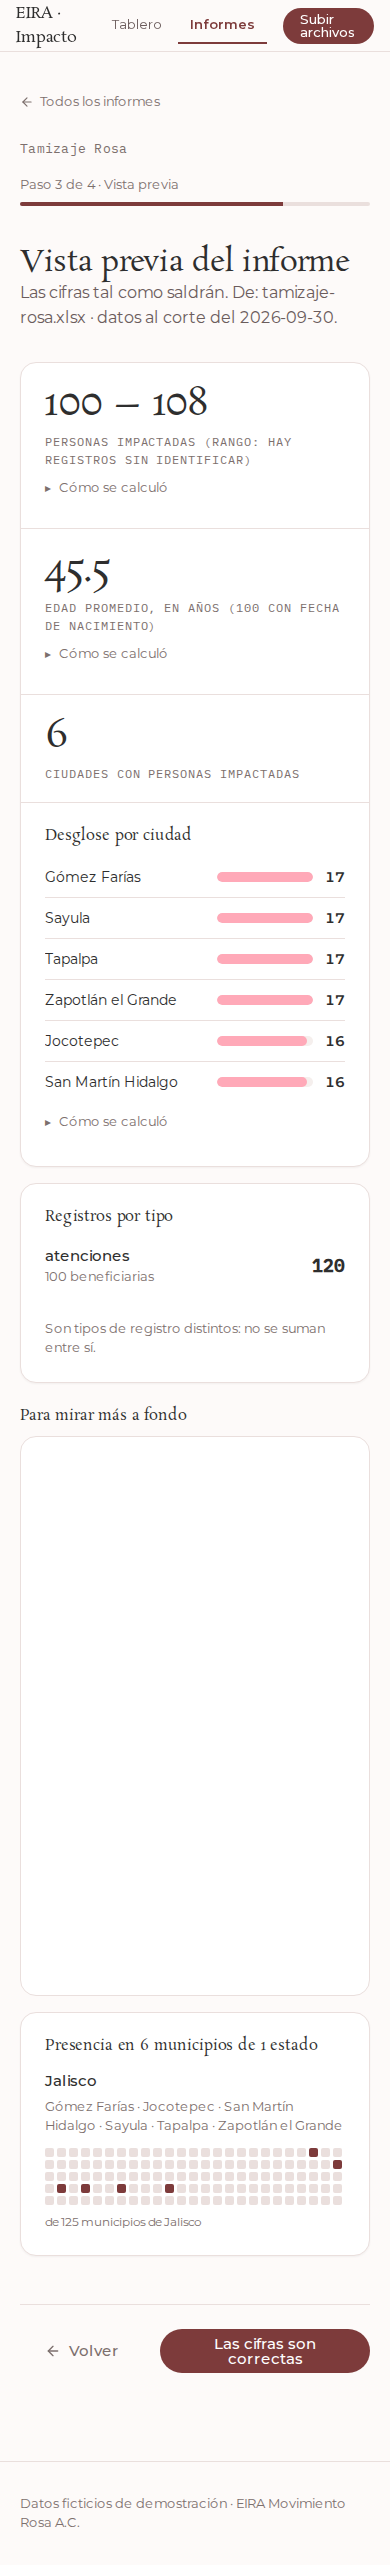 EIRA ·
Impacto
Tablero
Informes
Subir
archivos
← Todos los informes
Tamizaje Rosa
Paso 3 de 4 · Vista previa
Vista previa del informe
Las cifras tal como saldrán. De: tamizaje-
rosa.xlsx · datos al corte del 2026-09-30.
100 – 108
PERSONAS IMPACTADAS (RANGO: HAY
REGISTROS SIN IDENTIFICAR)
▸ Cómo se calculó
45.5
EDAD PROMEDIO, EN AÑOS (100 CON FECHA
DE NACIMIENTO)
▸ Cómo se calculó
6
CIUDADES CON PERSONAS IMPACTADAS
Desglose por ciudad
Gómez Farías 17
Sayula 17
Tapalpa 17
Zapotlán el Grande 17
Jocotepec 16
San Martín Hidalgo 16
▸ Cómo se calculó
Registros por tipo
atenciones
100 beneficiarias
120
Son tipos de registro distintos: no se suman
entre sí.
Para mirar más a fondo
Presencia en 6 municipios de 1 estado
Jalisco
Gómez Farías · Jocotepec · San Martín
Hidalgo · Sayula · Tapalpa · Zapotlán el Grande
de 125 municipios de Jalisco
← Volver
Las cifras son
correctas
Datos ficticios de demostración · EIRA Movimiento
Rosa A.C.